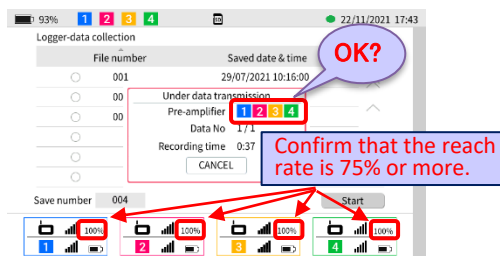 93% 1 2 3 4 22/11/2021 17:43
Logger-data collection
File number Saved date & time
OK?
001 29/07/2021 10:16:00
00
Under data transmission
00
Pre-amplifier 1 2 3 4
Data No 1 / 1
Recording time 0:37
CANCEL
Confirm that the reach
rate is 75% or more.
Save number 004 Start
100% 100% 100% 100%
1 2 3 4